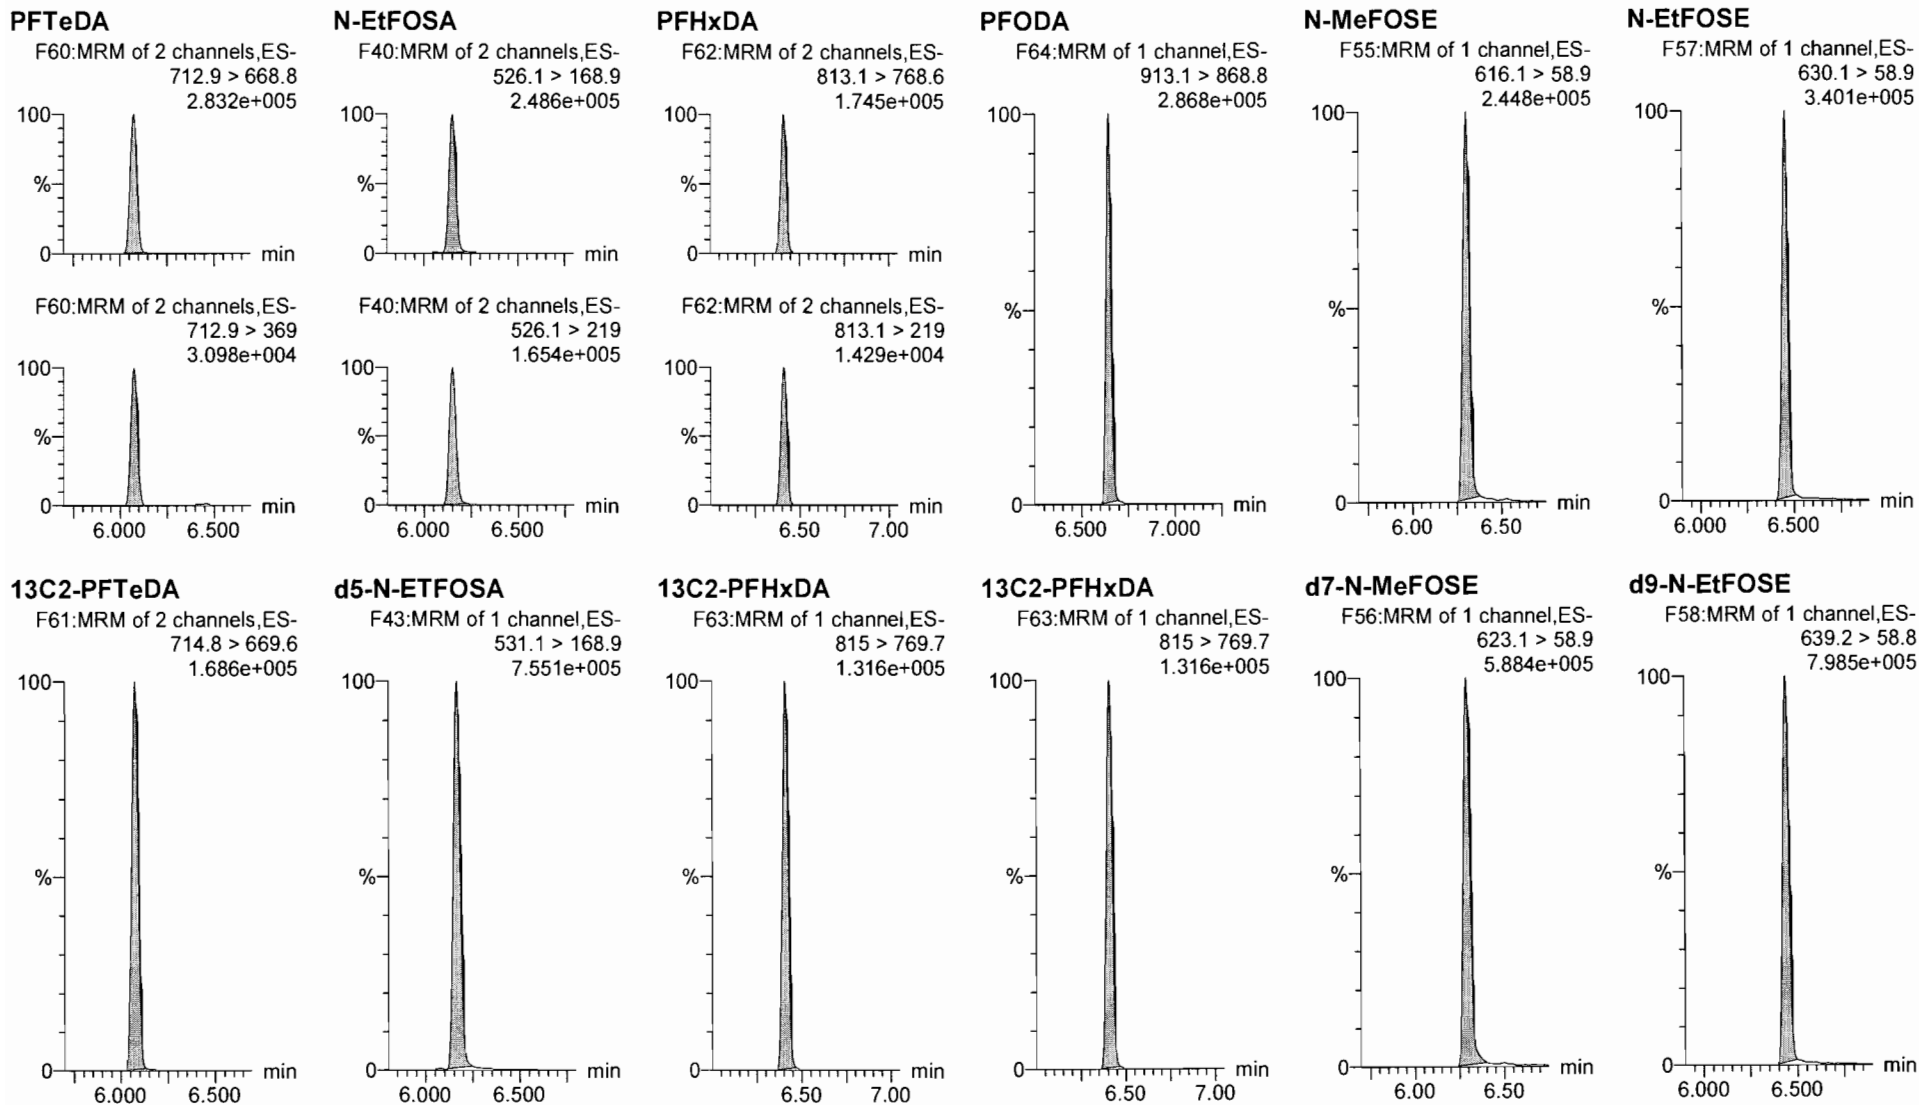 PFTeDA
F60:MRM of 2 channels,ES-
712.9 > 668.8
2.832e+005
100
%
0
min
F60:MRM of 2 channels,ES-
712.9 > 369
3.098e+004
100
%
0
min
6.000 6.500
N-EtFOSA
F40:MRM of 2 channels,ES-
526.1 > 168.9
2.486e+005
100
%
0
min
F40:MRM of 2 channels,ES-
526.1 > 219
1.654e+005
100
%
0
min
6.000 6.500
PFHxDA
F62:MRM of 2 channels,ES-
813.1 > 768.6
1.745e+005
100
%
0
min
F62:MRM of 2 channels,ES-
813.1 > 219
1.429e+004
100
%
0
min
6.50 7.00
PFODA
F64:MRM of 1 channel,ES-
913.1 > 868.8
2.868e+005
100
%
0
min
6.500 7.000
N-MeFOSE
F55:MRM of 1 channel,ES-
616.1 > 58.9
2.448e+005
100
%
0
min
6.00 6.50
N-EtFOSE
F57:MRM of 1 channel,ES-
630.1 > 58.9
3.401e+005
100
%
0
min
6.000 6.500
13C2-PFTeDA
F61:MRM of 2 channels,ES-
714.8 > 669.6
1.686e+005
100
%
0
min
6.000 6.500
d5-N-ETFOSA
F43:MRM of 1 channel,ES-
531.1 > 168.9
7.551e+005
100
%
0
min
6.000 6.500
13C2-PFHxDA
F63:MRM of 1 channel,ES-
815 > 769.7
1.316e+005
100
%
0
min
6.50 7.00
13C2-PFHxDA
F63:MRM of 1 channel,ES-
815 > 769.7
1.316e+005
100
%
0
min
6.50 7.00
d7-N-MeFOSE
F56:MRM of 1 channel,ES-
623.1 > 58.9
5.884e+005
100
%
0
min
6.00 6.50
d9-N-EtFOSE
F58:MRM of 1 channel,ES-
639.2 > 58.8
7.985e+005
100
%
0
min
6.000 6.500